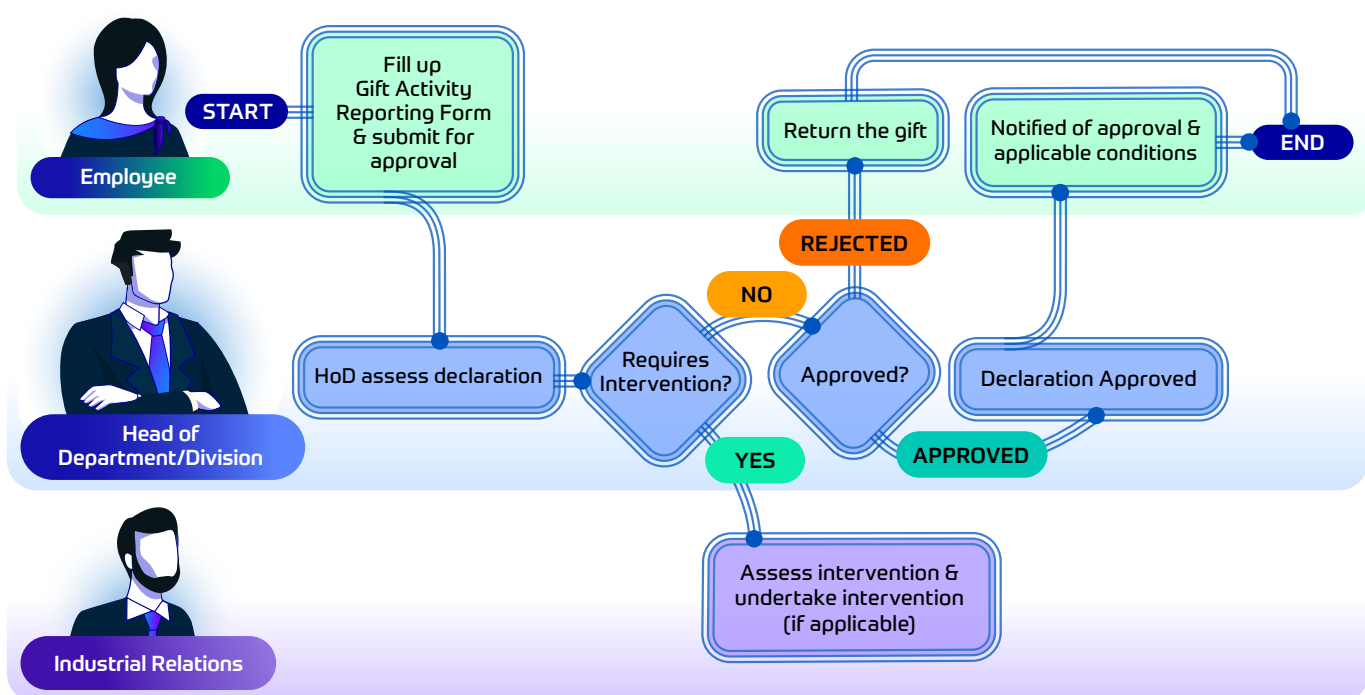 START
Fill up
Gift Activity
Reporting Form
& submit for
approval
Return the gift
Notified of approval &
applicable conditions
END
Employee
REJECTED
NO
HoD assess declaration
Requires
Intervention?
Approved?
Declaration Approved
Head of
Department/Division
YES
APPROVED
Assess intervention &
undertake intervention
(if applicable)
Industrial Relations